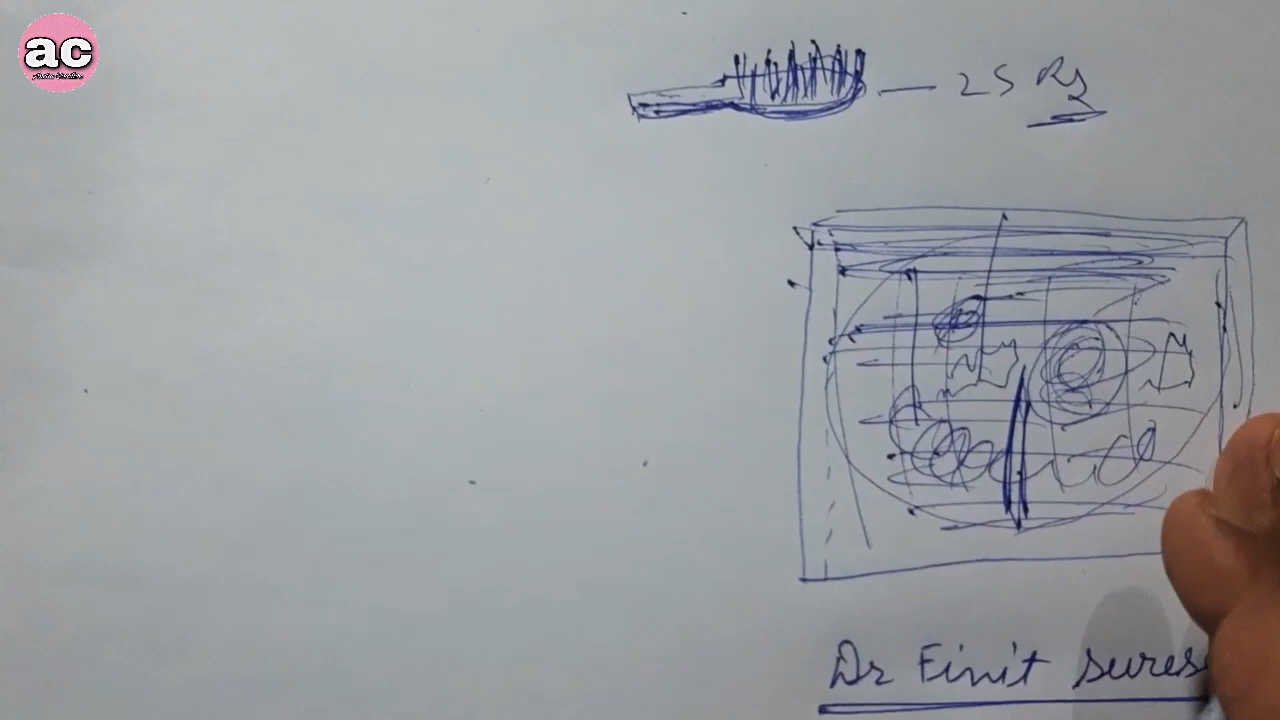 ac
— 25 Rs
Dr Finit sures